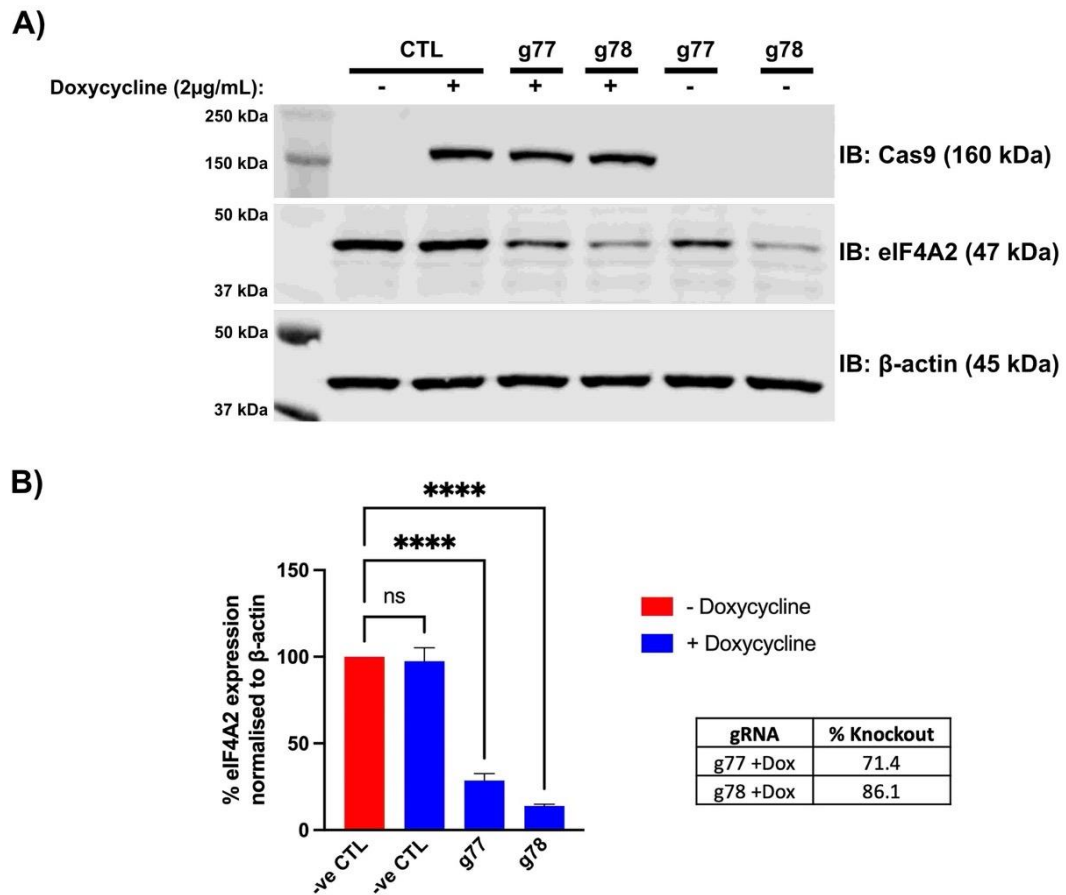 A)
CTL g77 g78 g77 g78
Doxycycline (2µg/mL): - + + + - -
250 kDa
150 kDa
IB: Cas9 (160 kDa)
50 kDa
37 kDa
IB: eIF4A2 (47 kDa)
50 kDa
37 kDa
IB: β-actin (45 kDa)
B)
****
****
ns
% eIF4A2 expression
normalised to β-actin
150
100
50
0
-ve CTL
-ve CTL
g77
g78
- Doxycycline
+ Doxycycline
gRNA % Knockout
g77 +Dox 71.4
g78 +Dox 86.1